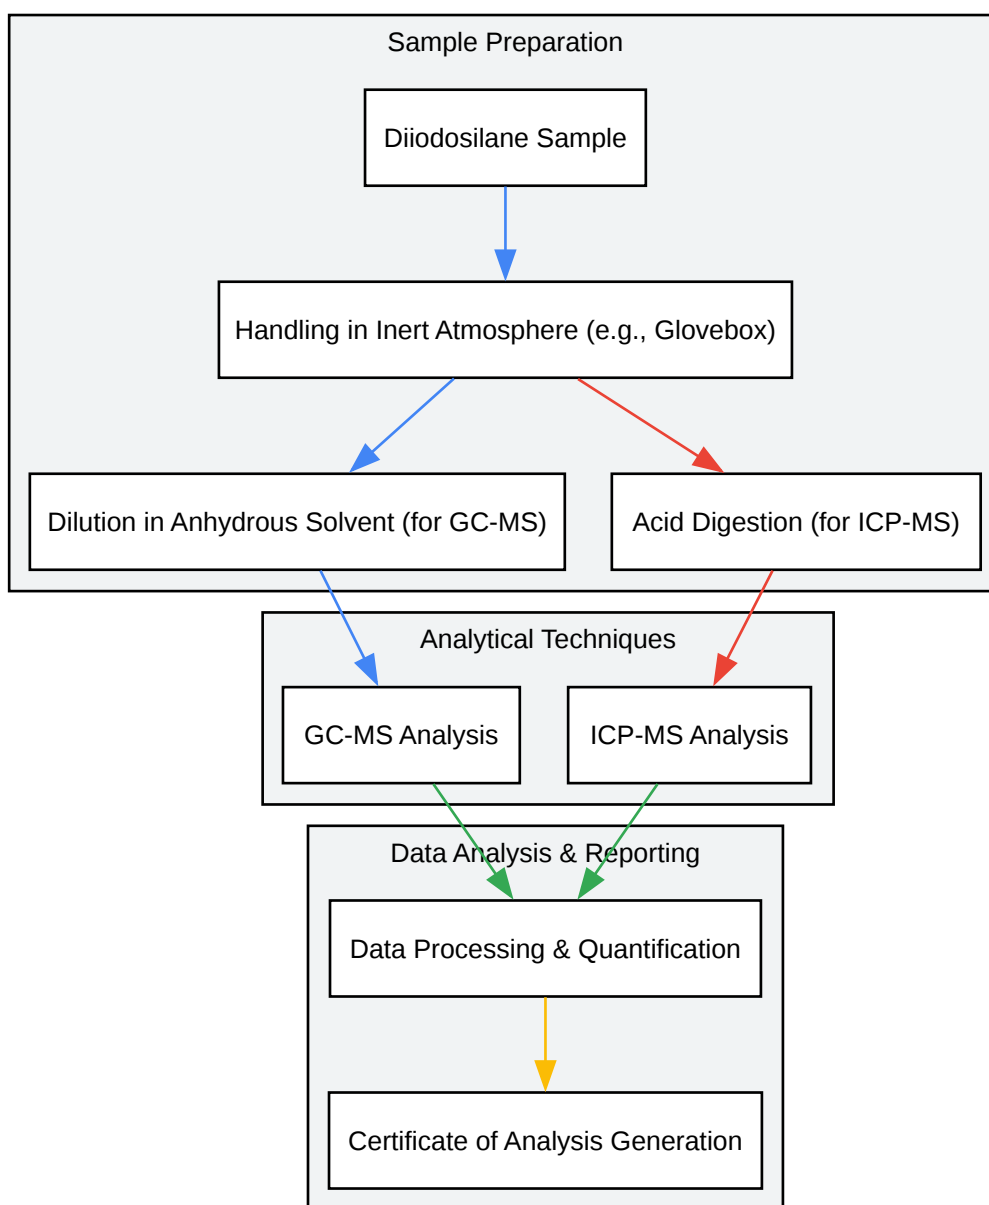 Sample Preparation
Diiodosilane Sample
Handling in Inert Atmosphere (e.g., Glovebox)
Dilution in Anhydrous Solvent (for GC-MS)
Acid Digestion (for ICP-MS)
Analytical Techniques
GC-MS Analysis
ICP-MS Analysis
Data Analysis & Reporting
Data Processing & Quantification
Certificate of Analysis Generation